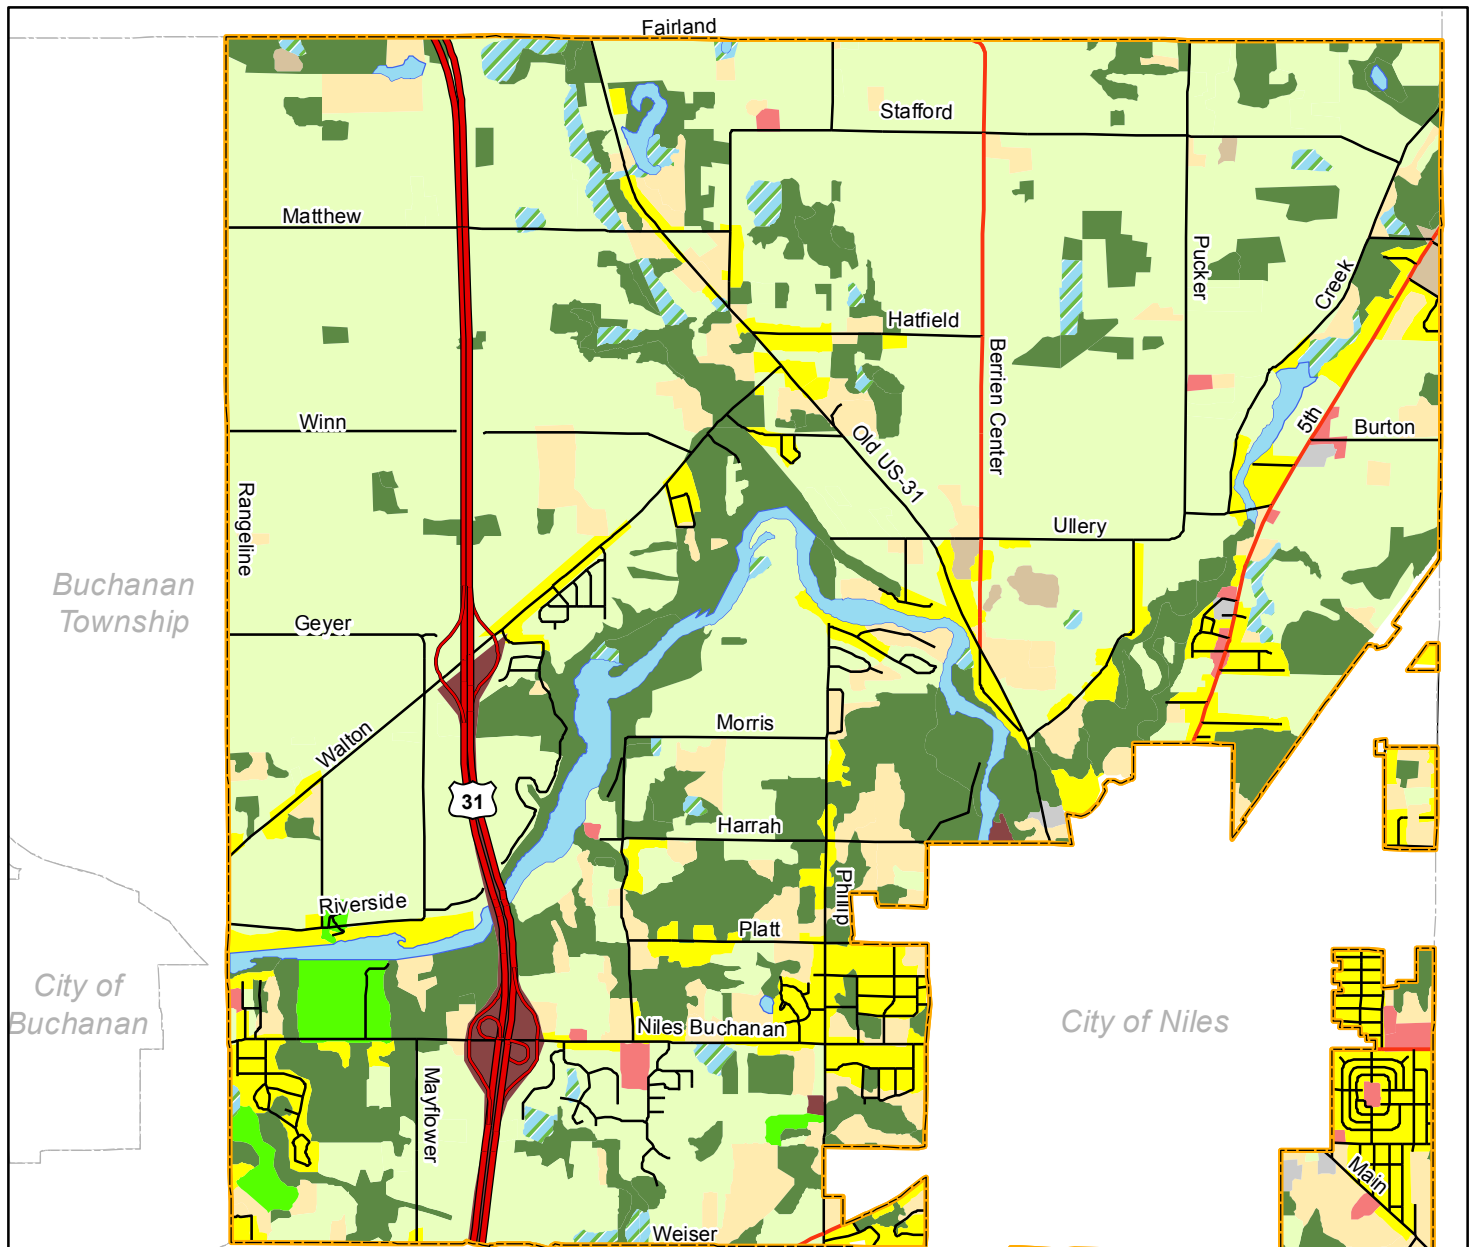 Fairland
Stafford
Matthew
Pucker
Creek
Hatfield
Berrien Center
5th
Winn
Burton
Old US-31
Rangeline
Ullery
Buchanan
Township
Geyer
Morris
Walton
31
Harrah
Phillip
Riverside
Platt
City of
Buchanan
Niles Buchanan
City of Niles
Mayflower
Main
Weiser